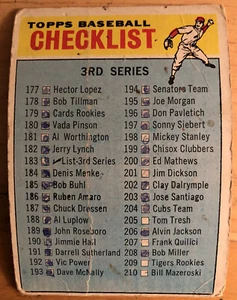 TOPPS BASEBALL
CHECKLIST
3RD SERIES
177 Hector Lopez
178 Bob Tillman
179 Cards Rookies
180 Vada Pinson
181 Al Worthington
182 Jerry Lynch
183 List-3rd Series
184 Denis Menke
185 Bob Buhl
186 Ruben Amaro
187 Chuck Dressen
188 Al Luplow
189 John Roseboro
190 Jimmie Hall
191 Darrell Sutherland
192 Vic Power
193 Dave McNally
194 Senators Team
195 Joe Morgan
196 Don Pavletich
197 Sonny Siebert
198 Mickey Stanley
199 Chisox Clubbers
200 Ed Mathews
201 Jim Dickson
202 Clay Dalrymple
203 Jose Santiago
204 Cubs Team
205 Tom Tresh
206 Alvin Jackson
207 Frank Quilici
208 Bob Miller
209 Tigers Rookies
210 Bill Mazeroski